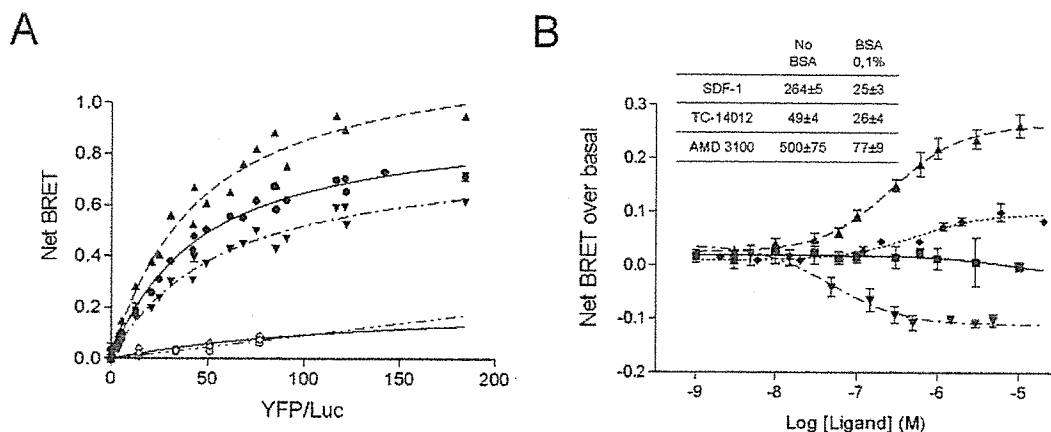 A
B
No BSA
BSA 0,1%
SDF-1 264±5 25±3
TC-14012 49±4 26±4
AMD 3100 500±75 77±9
Net BRET
1.0
0.8
0.6
0.4
0.2
0.0
0 50 100 150 200
YFP/Luc
Net BRET over basal
0.3
0.2
0.1
0.0
-0.1
-0.2
-9 -8 -7 -6 -5
Log [Ligand] (M)